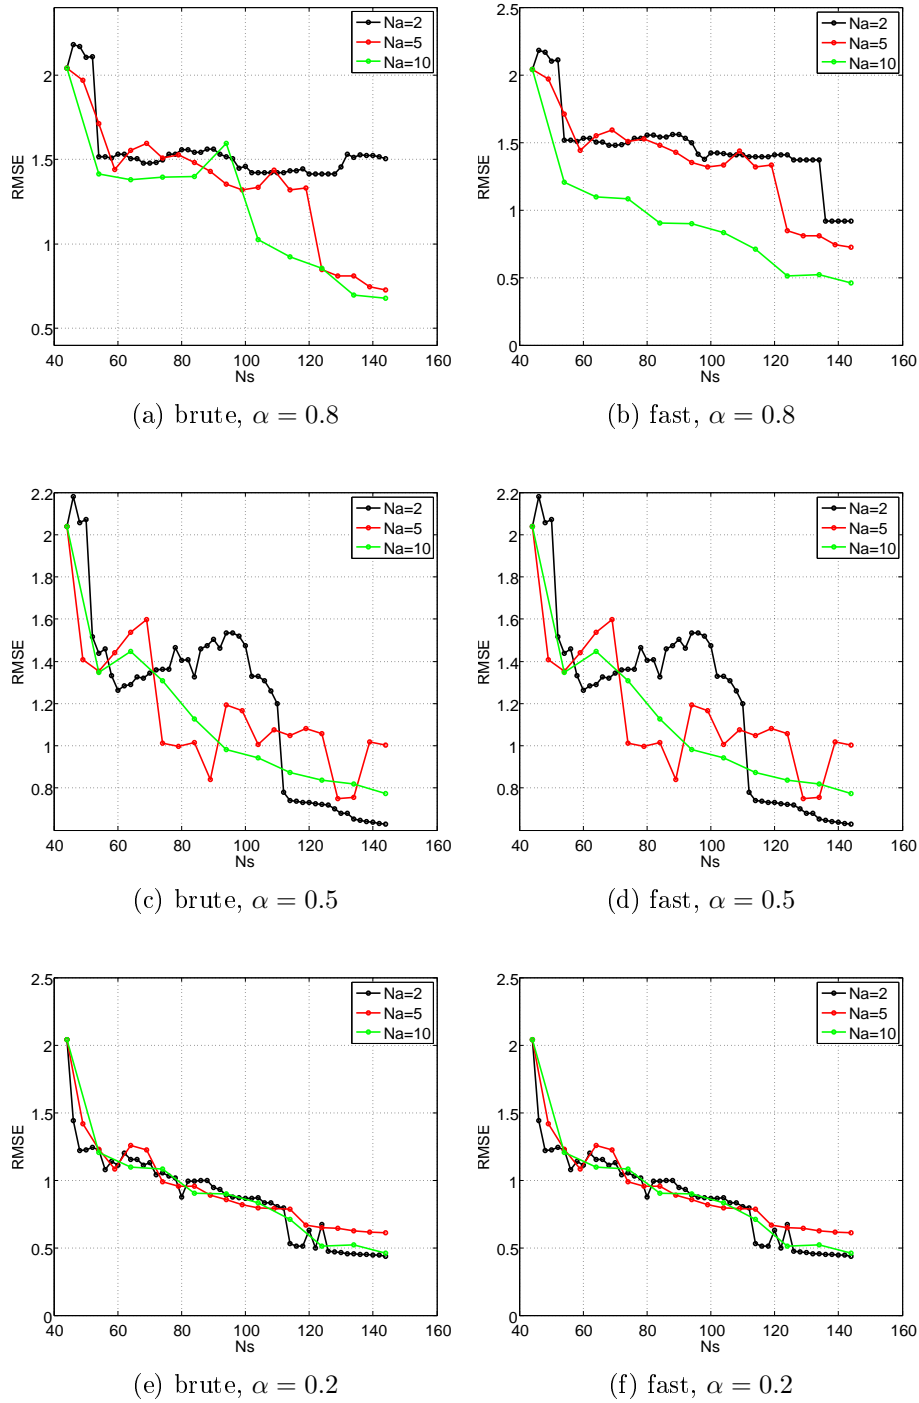 Na=2
Na=5
Na=10
2
1.5
1
0.5
RMSE
40 60 80 100 120 140 160
Ns
(a) brute, α = 0.8
Na=2
Na=5
Na=10
2.5
2
1.5
1
0.5
0
RMSE
40 60 80 100 120 140 160
Ns
(b) fast, α = 0.8
Na=2
Na=5
Na=10
2.2
2
1.8
1.6
1.4
1.2
1
0.8
RMSE
40 60 80 100 120 140 160
Ns
(c) brute, α = 0.5
Na=2
Na=5
Na=10
2.2
2
1.8
1.6
1.4
1.2
1
0.8
RMSE
40 60 80 100 120 140 160
Ns
(d) fast, α = 0.5
Na=2
Na=5
Na=10
2.5
2
1.5
1
0.5
0
RMSE
40 60 80 100 120 140 160
Ns
(e) brute, α = 0.2
Na=2
Na=5
Na=10
2.5
2
1.5
1
0.5
0
RMSE
40 60 80 100 120 140 160
Ns
(f) fast, α = 0.2